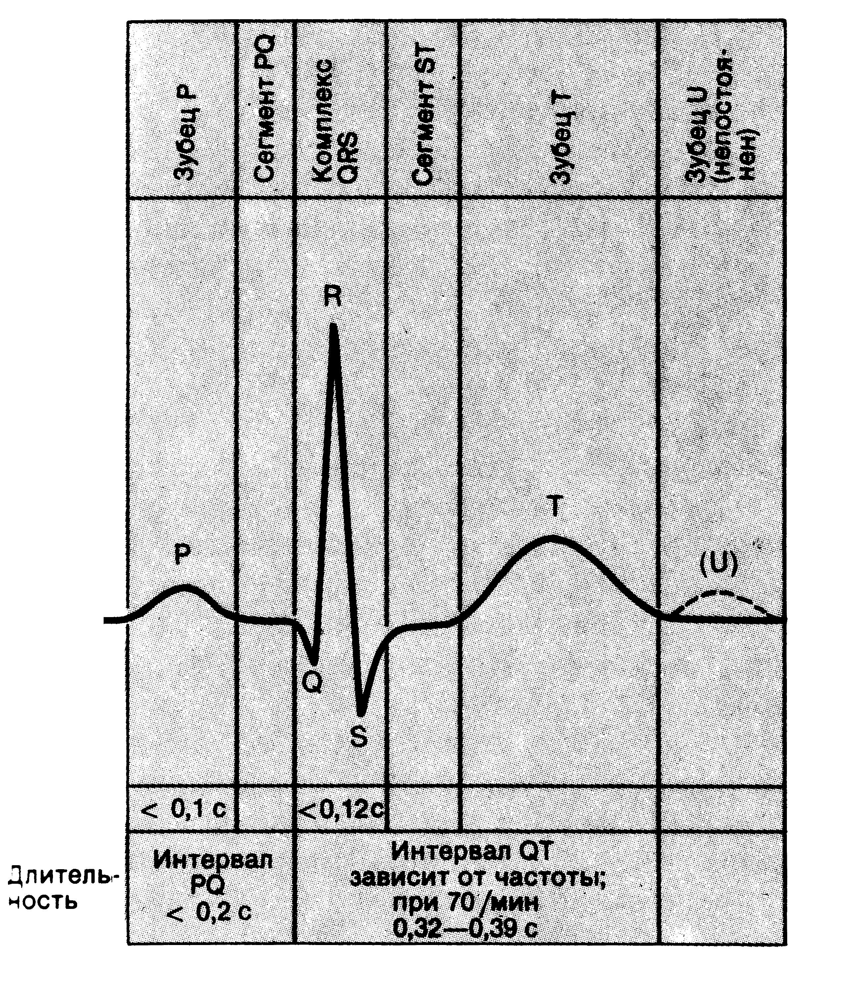 Зубец P
Сегмент PQ
Комплекс
QRS
Сегмент ST
Зубец T
Зубец U
(непостоя-
нен)
R
T
P
(U)
Q
S
< 0,1 с
<0,12с
Интервал
PQ
< 0,2 с
Интервал QT
зависит от частоты;
при 70/мин
0,32—0,39 с
Длитель-
ность